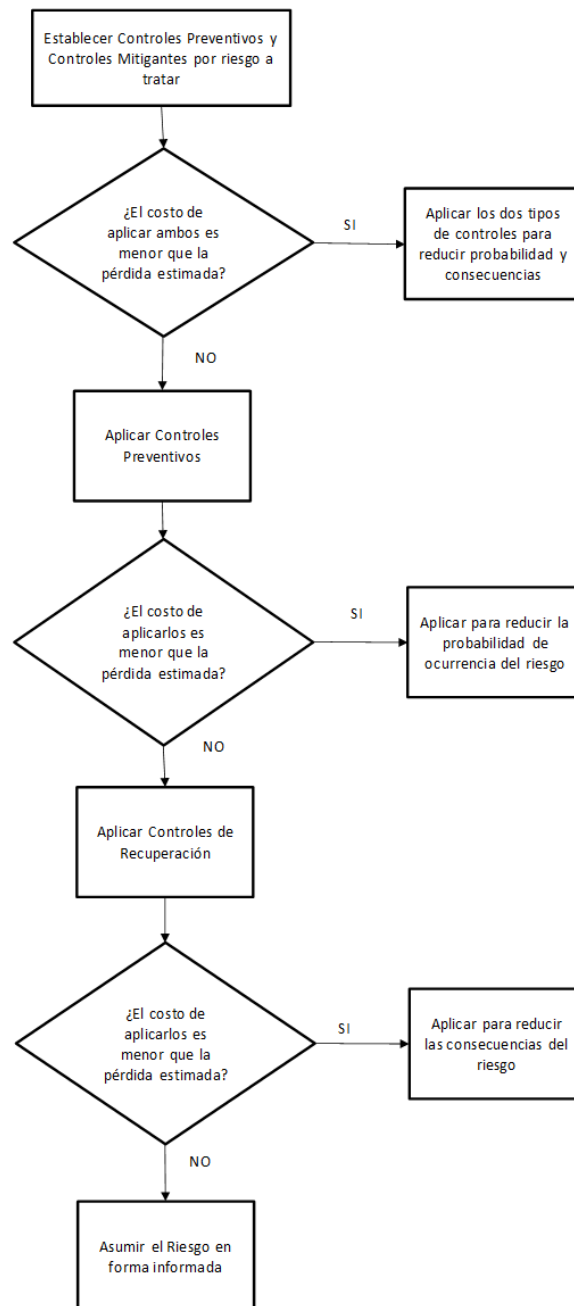 Establecer Controles Preventivos y
Controles Mitigantes por riesgo a
tratar
¿El costo de
aplicar ambos es
menor que la
pérdida estimada?
SI
Aplicar los dos tipos
de controles para
reducir probabilidad y
consecuencias
NO
Aplicar Controles
Preventivos
¿El costo de
aplicarlos es
menor que la
pérdida estimada?
SI
Aplicar para reducir la
probabilidad de
ocurrencia del riesgo
NO
Aplicar Controles de
Recuperación
¿El costo de
aplicarlos es
menor que la
pérdida estimada?
SI
Aplicar para reducir
las consecuencias del
riesgo
NO
Asumir el Riesgo en
forma informada